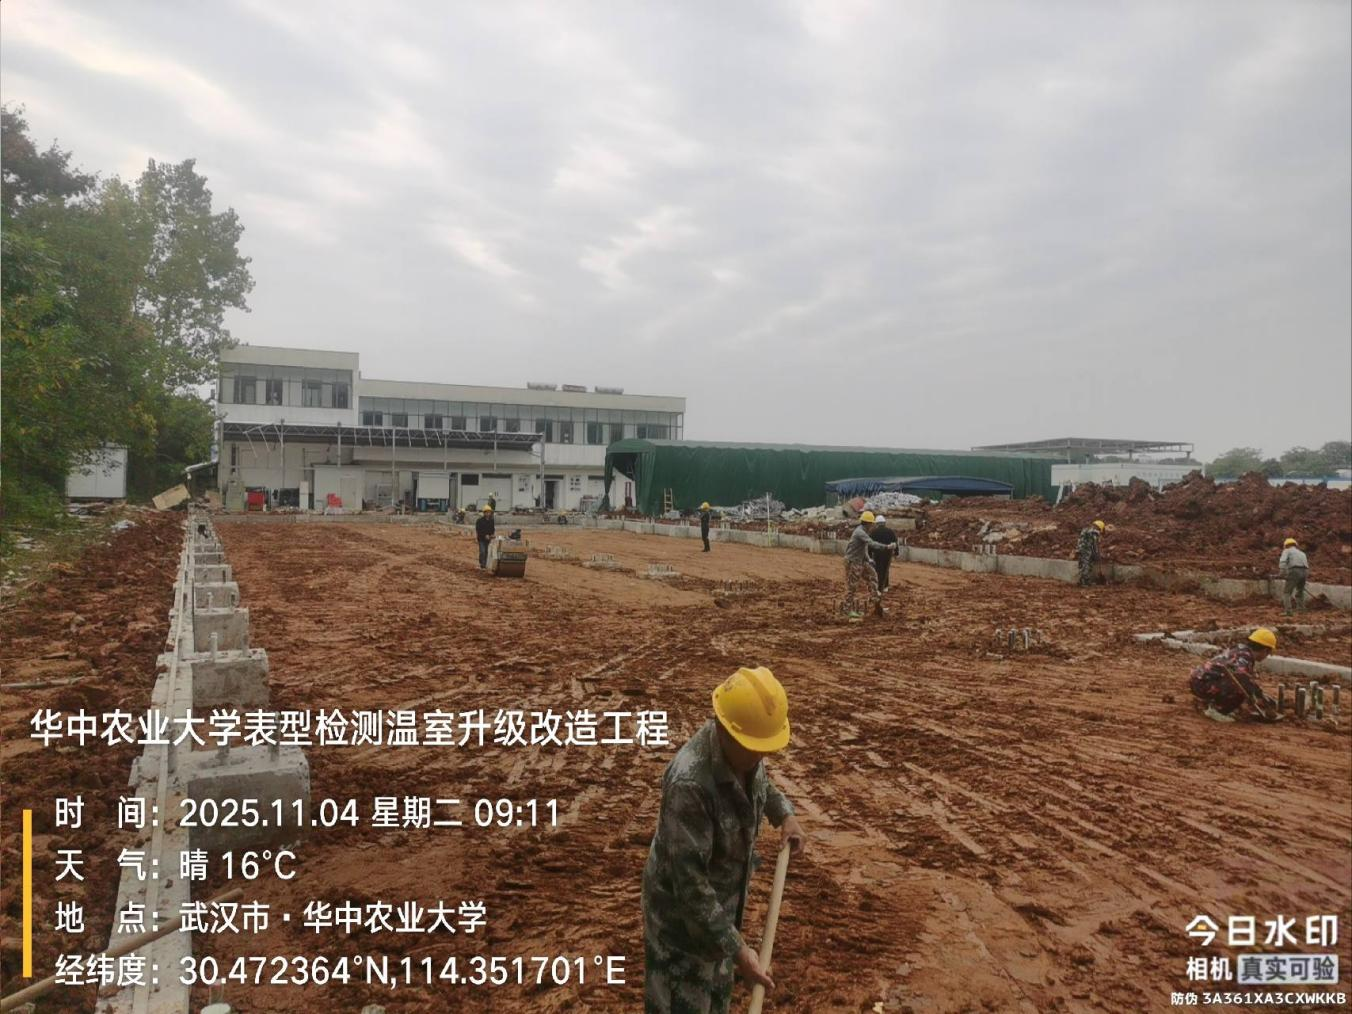 华中农业大学表型检测温室升级改造工程
时 间：2025.11.04 星期二 09:11
天 气：晴 16°C
地 点：武汉市·华中农业大学
经纬度：30.472364°N,114.351701°E
今日水印
相机 真实可验
防伪 3A361XA3CXWKKB